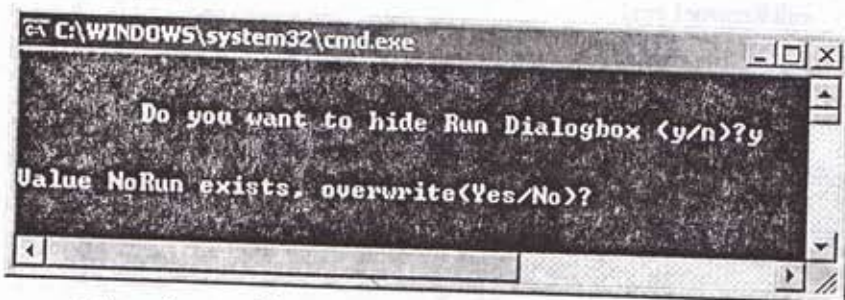 C:\WINDOWS\system32\cmd.exe
Do you want to hide Run Dialogbox (y/n)?y
Value NoRun exists, overwrite(Yes/No)?